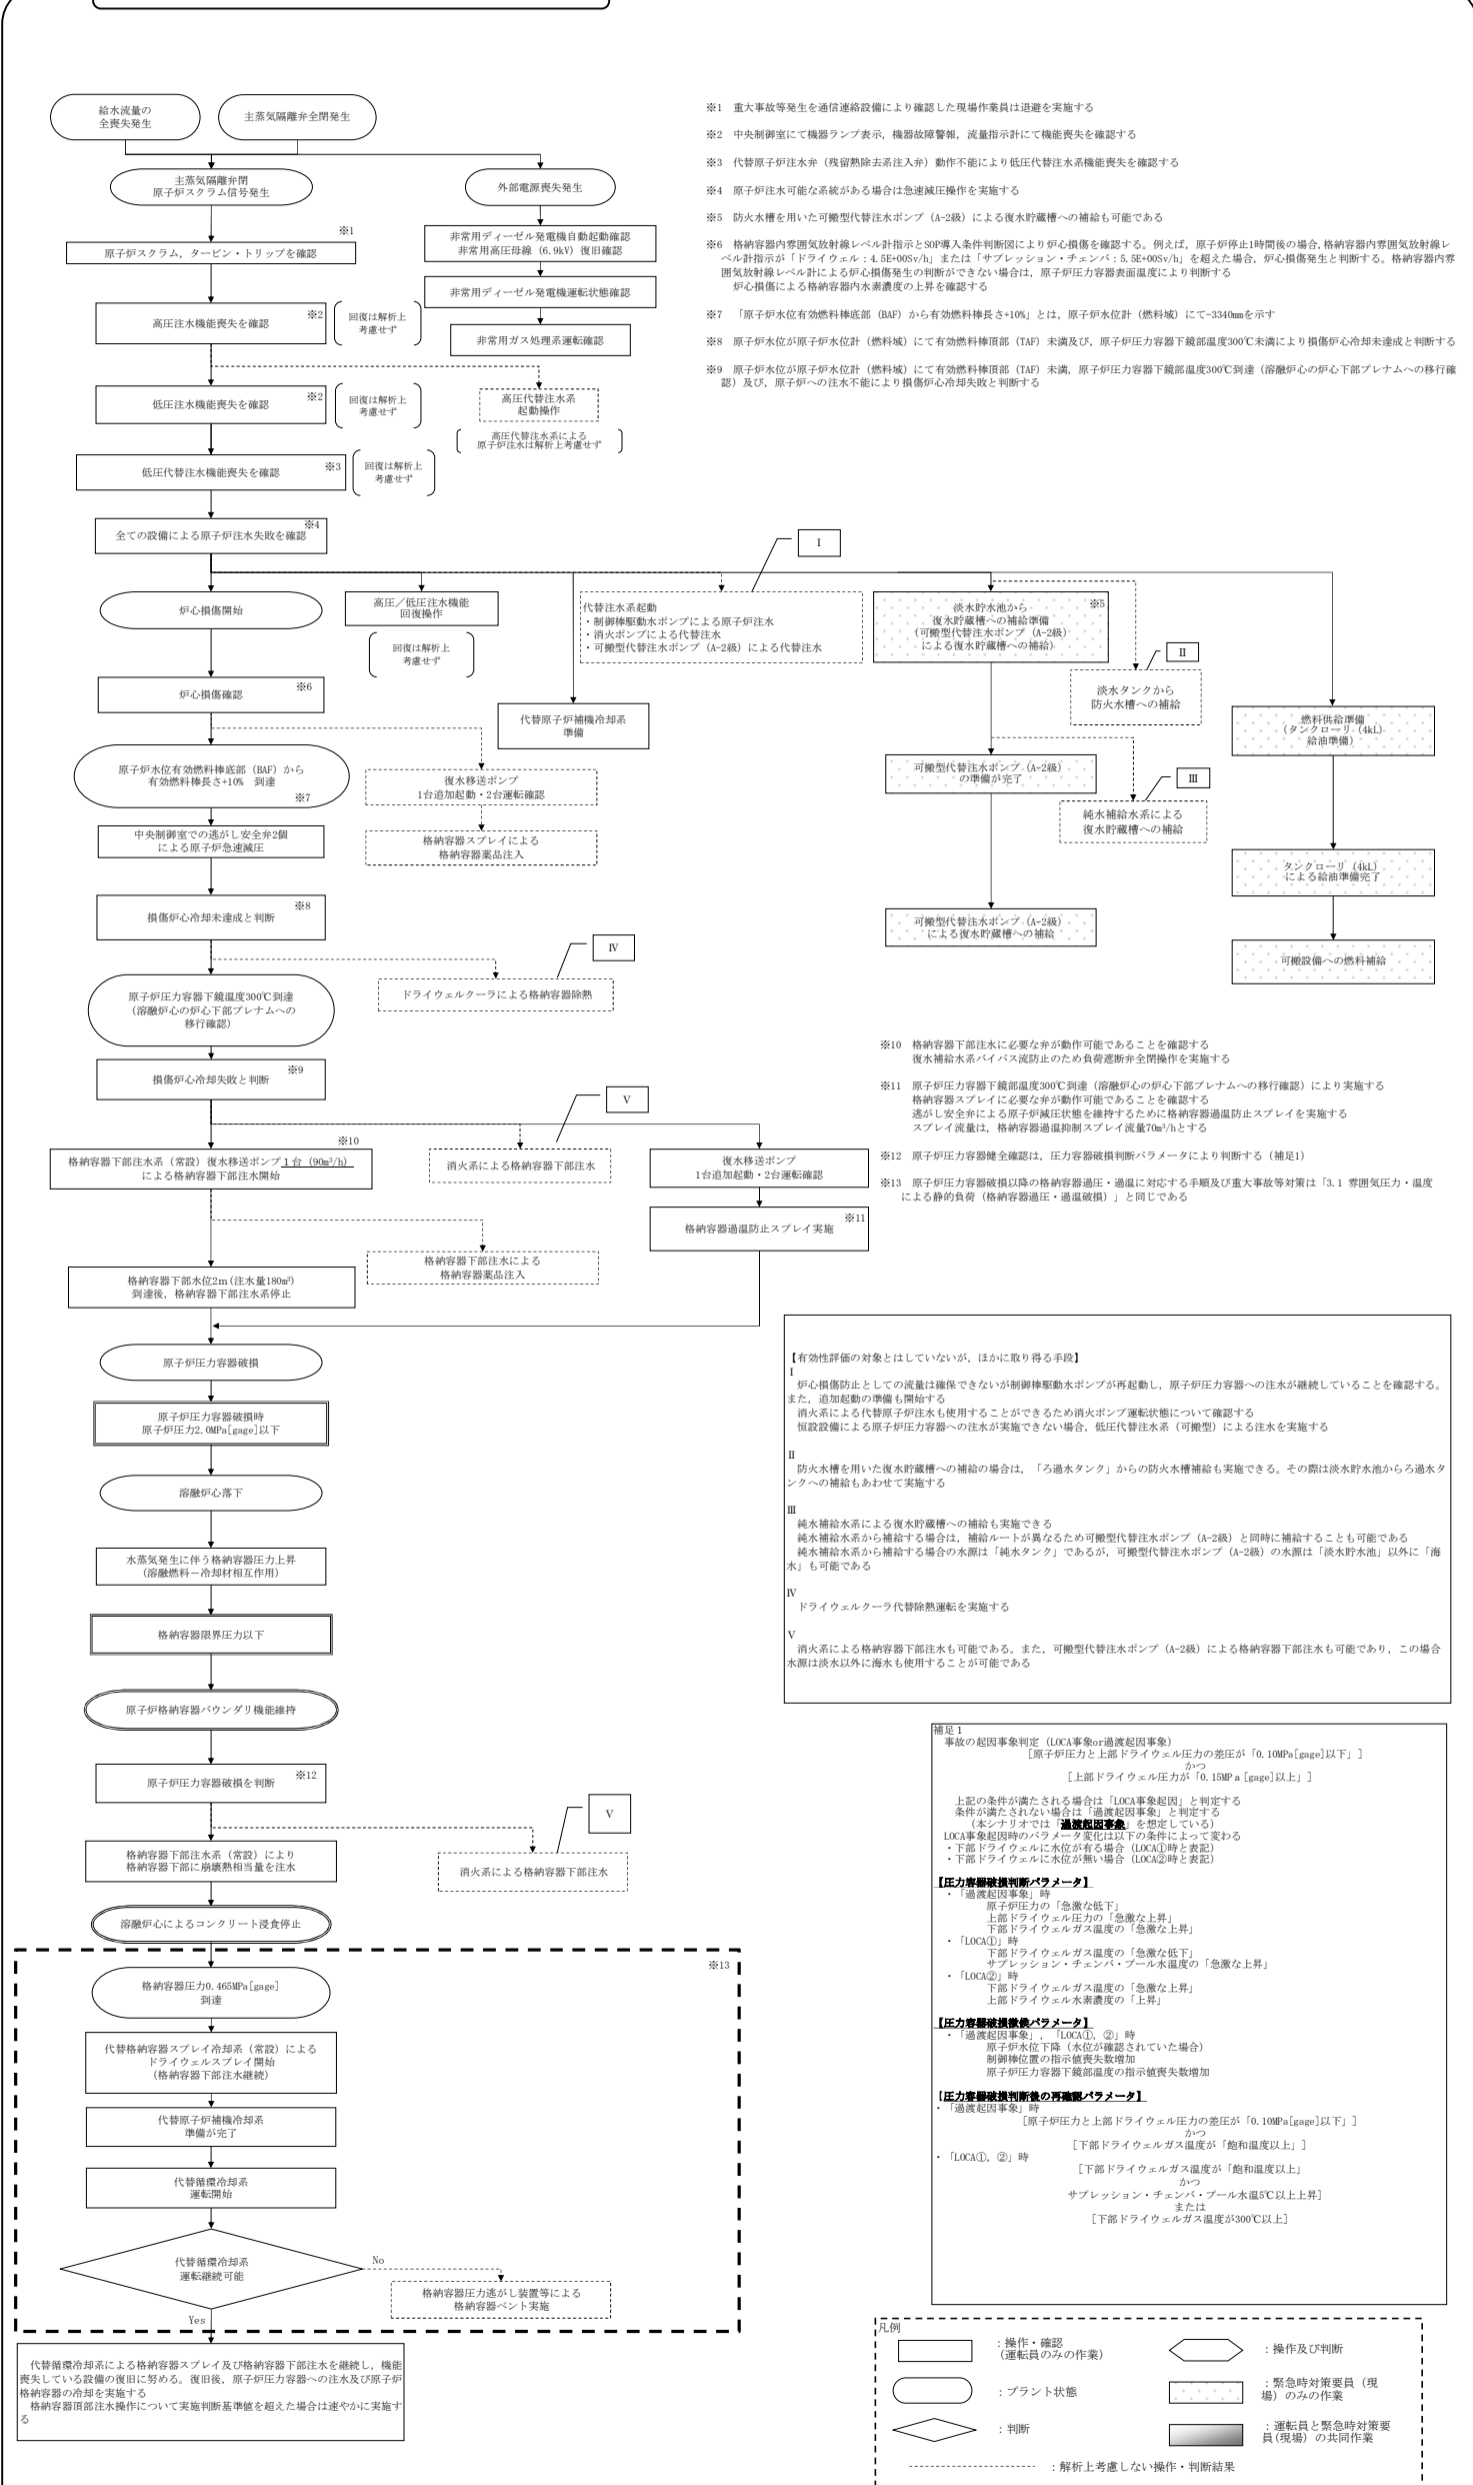 給水流量の
全喪失発生
主蒸気隔離弁全閉発生
主蒸気隔離弁閉
原子炉スクラム信号発生
外部電源喪失発生
※1
原子炉スクラム，タービン・トリップを確認
非常用ディーゼル発電機自動起動確認
非常用高圧母線（6.9kV）復旧確認
非常用ディーゼル発電機運転状態確認
非常用ガス処理系運転確認
高圧注水機能喪失を確認
※2
回復は解析上
考慮せず
低圧注水機能喪失を確認
※2
回復は解析上
考慮せず
高圧代替注水系
起動操作
高圧代替注水系による
原子炉注水は解析上考慮せず
低圧代替注水機能喪失を確認
※3
回復は解析上
考慮せず
全ての設備による原子炉注水失敗を確認
※4
※1　重大事故等発生を通信連絡設備により確認した現場作業員は退避を実施する
※2　中央制御室にて機器ランプ表示，機器故障警報，流量指示計にて機能喪失を確認する
※3　代替原子炉注水弁（残留熱除去系注入弁）動作不能により低圧代替注水系機能喪失を確認する
※4　原子炉注水可能な系統がある場合は急速減圧操作を実施する
※5　防火水槽を用いた可搬型代替注水ポンプ（A-2級）による復水貯蔵槽への補給も可能である
※6　格納容器内雰囲気放射線レベル計指示とSOP導入条件判断図により炉心損傷を確認する。例えば，原子炉停止1時間後の場合，格納容器内雰囲気放射線レ
ベル計指示が「ドライウェル：4.5E+00Sv/h」または「サプレッション・チェンバ：5.5E+00Sv/h」を超えた場合，炉心損傷発生と判断する。格納容器内雰
囲気放射線レベル計による炉心損傷発生の判断ができない場合は，原子炉圧力容器表面温度により判断する
炉心損傷による格納容器内水素濃度の上昇を確認する
※7　「原子炉水位有効燃料棒底部（BAF）から有効燃料棒長さ+10%」とは，原子炉水位計（燃料域）にて-3340mmを示す
※8　原子炉水位が原子炉水位計（燃料域）にて有効燃料棒頂部（TAF）未満及び，原子炉圧力容器下鏡部温度300℃未満により損傷炉心冷却未達成と判断する
※9　原子炉水位が原子炉水位計（燃料域）にて有効燃料棒頂部（TAF）未満，原子炉圧力容器下鏡部温度300℃到達（溶融炉心の炉心下部プレナムへの移行確
認）及び，原子炉への注水不能により損傷炉心冷却失敗と判断する
I
炉心損傷開始
高圧／低圧注水機能
回復操作
回復は解析上
考慮せず
代替注水系起動
・制御棒駆動水ポンプによる原子炉注水
・消火ポンプによる代替注水
・可搬型代替注水ポンプ（A-2級）による代替注水
※5
淡水貯水池から
復水貯蔵槽への補給準備
（可搬型代替注水ポンプ（A-2級）
による復水貯蔵槽への補給）
II
淡水タンクから
防火水槽への補給
炉心損傷確認
※6
代替原子炉補機冷却系
準備
燃料供給準備
（タンクローリ（4kL）
給油準備）
原子炉水位有効燃料棒底部（BAF）から
有効燃料棒長さ+10%　到達
※7
復水移送ポンプ
1台追加起動・2台運転確認
可搬型代替注水ポンプ（A-2級）
の準備が完了
III
純水補給水系による
復水貯蔵槽への補給
中央制御室での逃がし安全弁2個
による原子炉急速減圧
格納容器スプレイによる
格納容器薬品注入
タンクローリ（4kL）
による給油準備完了
損傷炉心冷却未達成と判断
※8
可搬型代替注水ポンプ（A-2級）
による復水貯蔵槽への補給
可搬設備への燃料補給
IV
ドライウェルクーラによる格納容器除熱
原子炉圧力容器下鏡温度300℃到達
（溶融炉心の炉心下部プレナムへの
移行確認）
損傷炉心冷却失敗と判断
※9
V
※10
格納容器下部注水系（常設）復水移送ポンプ1台（90m³/h）
による格納容器下部注水開始
消火系による格納容器下部注水
復水移送ポンプ
1台追加起動・2台運転確認
※11
格納容器過温防止スプレイ実施
格納容器下部注水による
格納容器薬品注入
格納容器下部水位2m(注水量180m³)
到達後，格納容器下部注水系停止
※10　格納容器下部注水に必要な弁が動作可能であることを確認する
復水補給水系バイパス流防止のため負荷遮断弁全閉操作を実施する
※11　原子炉圧力容器下鏡部温度300℃到達（溶融炉心の炉心下部プレナムへの移行確認）により実施する
格納容器スプレイに必要な弁が動作可能であることを確認する
逃がし安全弁による原子炉減圧状態を維持するために格納容器過温防止スプレイを実施する
スプレイ流量は，格納容器過温抑制スプレイ流量70m³/hとする
※12　原子炉圧力容器健全確認は，圧力容器破損判断パラメータにより判断する（補足1）
※13　原子炉圧力容器破損以降の格納容器過圧・過温に対応する手順及び重大事故等対策は「3.1 雰囲気圧力・温度
による静的負荷（格納容器過圧・過温破損）」と同じである
原子炉圧力容器破損
原子炉圧力容器破損時
原子炉圧力2.0MPa[gage]以下
溶融炉心落下
水蒸気発生に伴う格納容器圧力上昇
（溶融燃料－冷却材相互作用）
格納容器限界圧力以下
原子炉格納容器バウンダリ機能維持
原子炉圧力容器破損を判断
※12
V
格納容器下部注水系（常設）により
格納容器下部に崩壊熱相当量を注水
消火系による格納容器下部注水
溶融炉心によるコンクリート浸食停止
【有効性評価の対象とはしていないが，ほかに取り得る手段】
I
炉心損傷防止としての流量は確保できないが制御棒駆動水ポンプが再起動し，原子炉圧力容器への注水が継続していることを確認する。
また，追加起動の準備も開始する
消火系による代替原子炉注水も使用することができるため消火ポンプ運転状態について確認する
恒設設備による原子炉圧力容器への注水が実施できない場合，低圧代替注水系（可搬型）による注水を実施する
II
防火水槽を用いた復水貯蔵槽への補給の場合は，「ろ過水タンク」からの防火水槽補給も実施できる。その際は淡水貯水池からろ過水タ
ンクへの補給もあわせて実施する
III
純水補給水系による復水貯蔵槽への補給も実施できる
純水補給水系から補給する場合は，補給ルートが異なるため可搬型代替注水ポンプ（A-2級）と同時に補給することも可能である
純水補給水系から補給する場合の水源は「純水タンク」であるが，可搬型代替注水ポンプ（A-2級）の水源は「淡水貯水池」以外に「海
水」も可能である
IV
ドライウェルクーラ代替除熱運転を実施する
V
消火系による格納容器下部注水も可能である。また，可搬型代替注水ポンプ（A-2級）による格納容器下部注水も可能であり，この場合
水源は淡水以外に海水も使用することが可能である
補足1
事故の起因事象判定（LOCA事象or過渡起因事象）
[原子炉圧力と上部ドライウェル圧力の差圧が「0.10MPa[gage]以下」]
かつ
[上部ドライウェル圧力が「0.15MPa[gage]以上」]
上記の条件が満たされる場合は「LOCA事象起因」と判定する
条件が満たされない場合は「過渡起因事象」と判定する
（本シナリオでは「過渡起因事象」を想定している）
LOCA事象起因時のパラメータ変化は以下の条件によって変わる
・下部ドライウェルに水位が有る場合（LOCA①時と表記）
・下部ドライウェルに水位が無い場合（LOCA②時と表記）
【圧力容器破損判断パラメータ】
・「過渡起因事象」時
原子炉圧力の「急激な低下」
上部ドライウェル圧力の「急激な上昇」
下部ドライウェルガス温度の「急激な上昇」
・「LOCA①」時
下部ドライウェルガス温度の「急激な低下」
サプレッション・チェンバ・プール水温度の「急激な上昇」
・「LOCA②」時
下部ドライウェルガス温度の「急激な上昇」
上部ドライウェル水素濃度の「上昇」
【圧力容器破損徴候パラメータ】
・「過渡起因事象」，「LOCA①，②」時
原子炉水位下降（水位が確認されていた場合）
制御棒位置の指示値喪失数増加
原子炉圧力容器下鏡部温度の指示値喪失数増加
【圧力容器破損判断後の再確認パラメータ】
・「過渡起因事象」時
[原子炉圧力と上部ドライウェル圧力の差圧が「0.10MPa[gage]以下」]
かつ
[下部ドライウェルガス温度が「飽和温度以上」]
・「LOCA①，②」時
[下部ドライウェルガス温度が「飽和温度以上」
かつ
サプレッション・チェンバ・プール水温5℃以上上昇]
または
[下部ドライウェルガス温度が300℃以上]
※13
格納容器圧力0.465MPa[gage]
到達
代替格納容器スプレイ冷却系（常設）による
ドライウェルスプレイ開始
（格納容器下部注水継続）
代替原子炉補機冷却系
準備が完了
代替循環冷却系
運転開始
代替循環冷却系
運転継続可能
No
格納容器圧力逃がし装置等による
格納容器ベント実施
Yes
代替循環冷却系による格納容器スプレイ及び格納容器下部注水を継続し，機能
喪失している設備の復旧に努める。復旧後，原子炉圧力容器への注水及び原子炉
格納容器の冷却を実施する
格納容器頂部注水操作について実施判断基準値を超えた場合は速やかに実施す
る
凡例
：操作・確認
（運転員のみの作業）
：操作及び判断
：プラント状態
：緊急時対策要員（現
場）のみの作業
：判断
：運転員と緊急時対策要
員(現場）の共同作業
：解析上考慮しない操作・判断結果